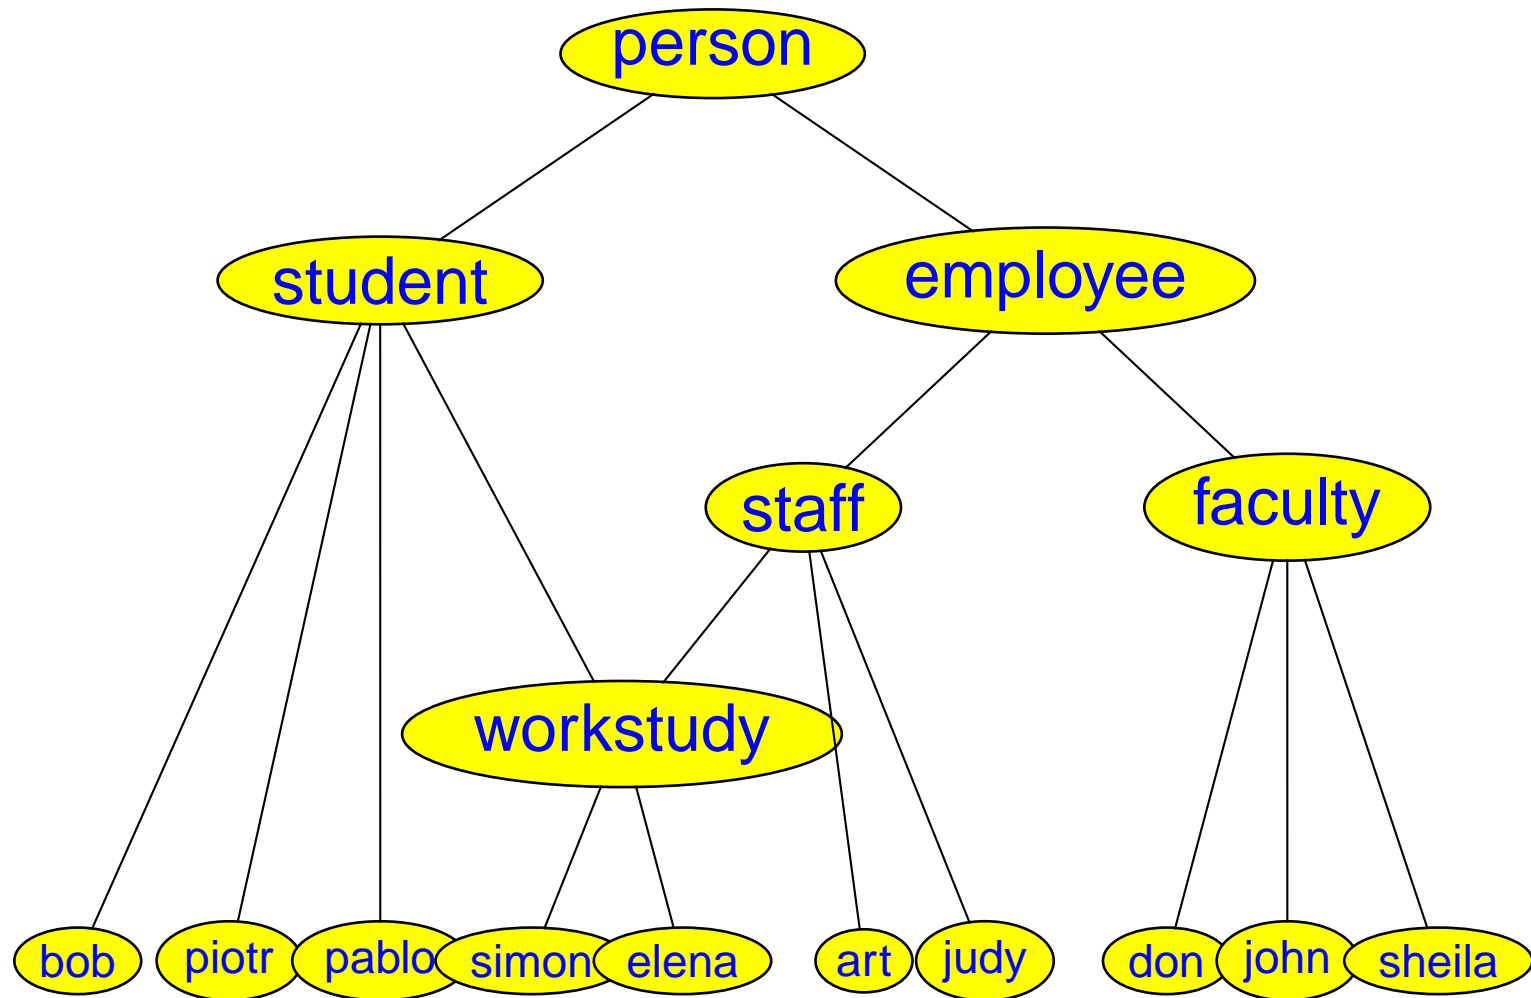 person
student
employee
staff
faculty
workstudy
bob
piotr
pablo
simon
elena
art
judy
don
john
sheila